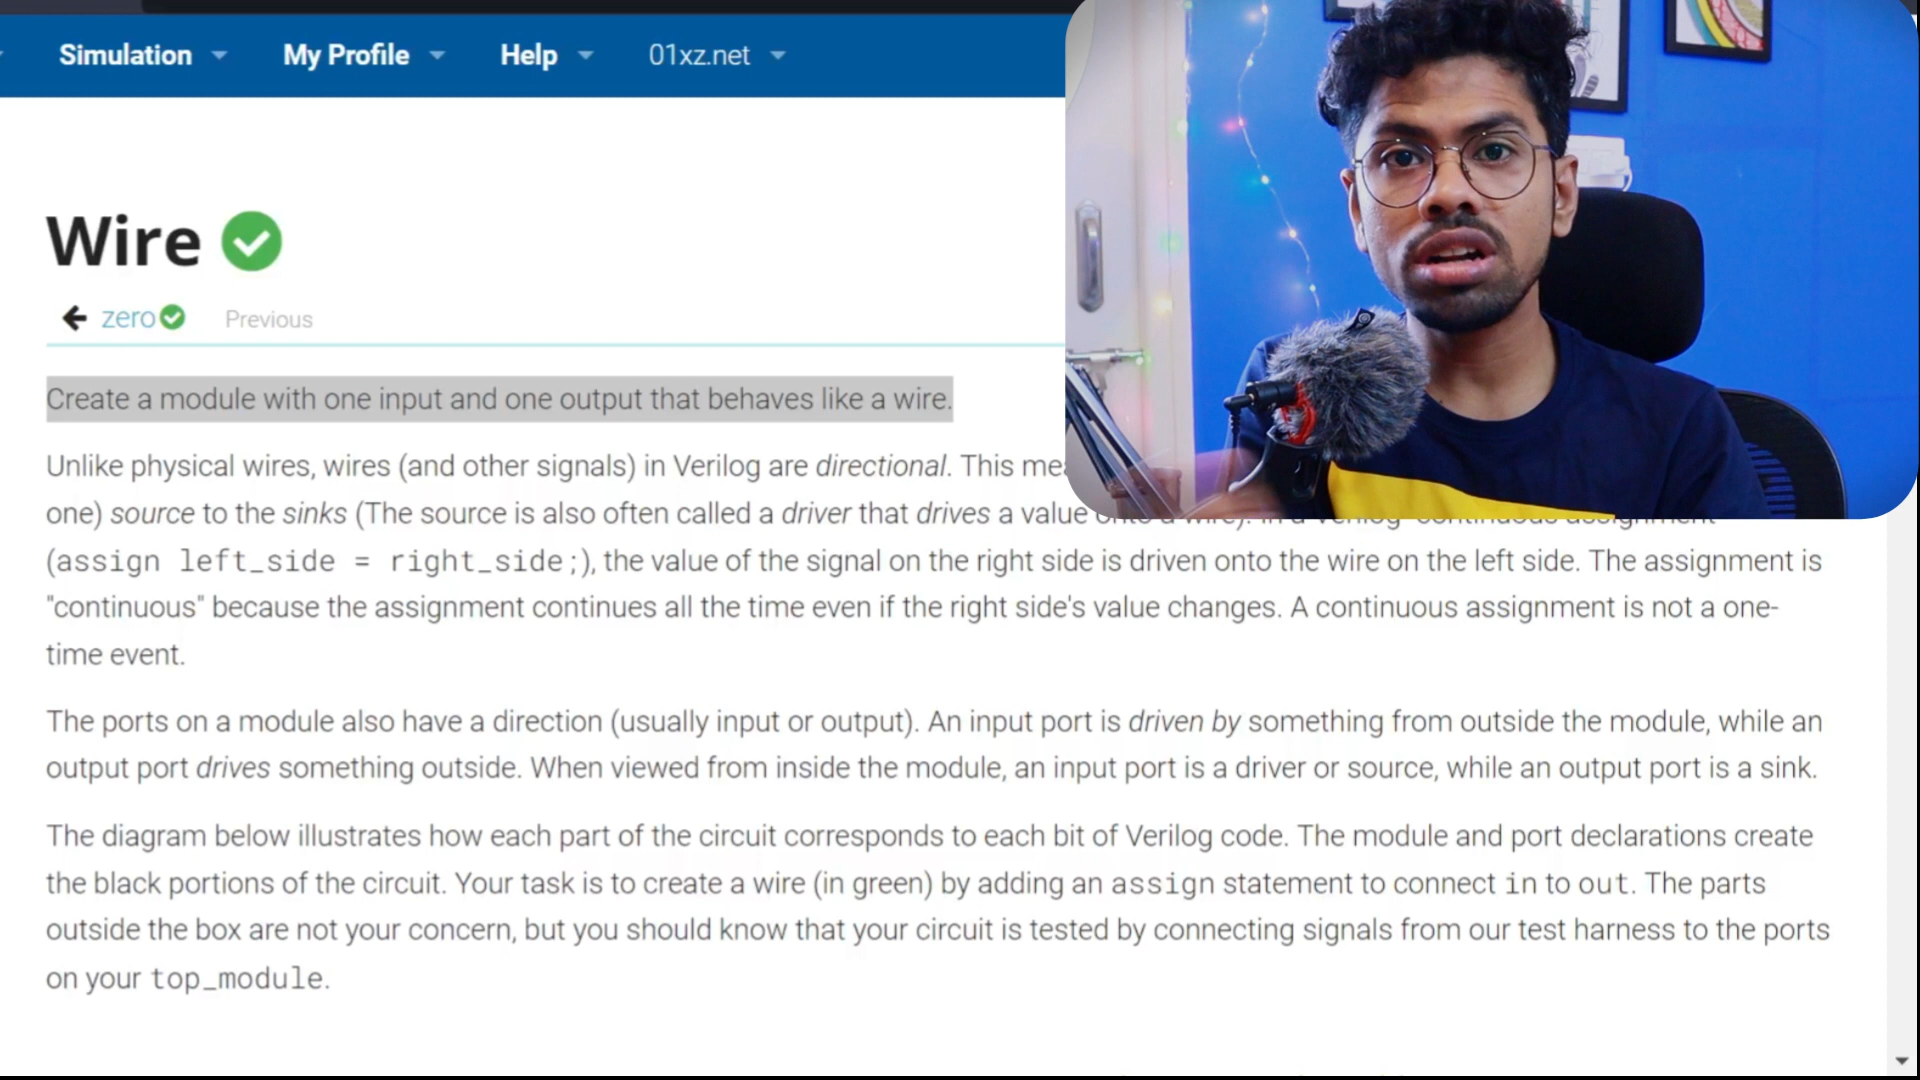 Simulation My Profile Help 01xz.net
Wire
zero Previous
Create a module with one input and one output that behaves like a wire.
Unlike physical wires, wires (and other signals) in Verilog are directional. This
one) source to the sinks (The source is also often called a driver that drives a value
(assign left_side = right_side;), the value of the signal on the right side is driven onto the wire on the left side. The assignment is
"continuous" because the assignment continues all the time even if the right side's value changes. A continuous assignment is not a one-
time event.
The ports on a module also have a direction (usually input or output). An input port is driven by something from outside the module, while an
output port drives something outside. When viewed from inside the module, an input port is a driver or source, while an output port is a sink.
The diagram below illustrates how each part of the circuit corresponds to each bit of Verilog code. The module and port declarations create
the black portions of the circuit. Your task is to create a wire (in green) by adding an assign statement to connect in to out. The parts
outside the box are not your concern, but you should know that your circuit is tested by connecting signals from our test harness to the ports
on your top_module.